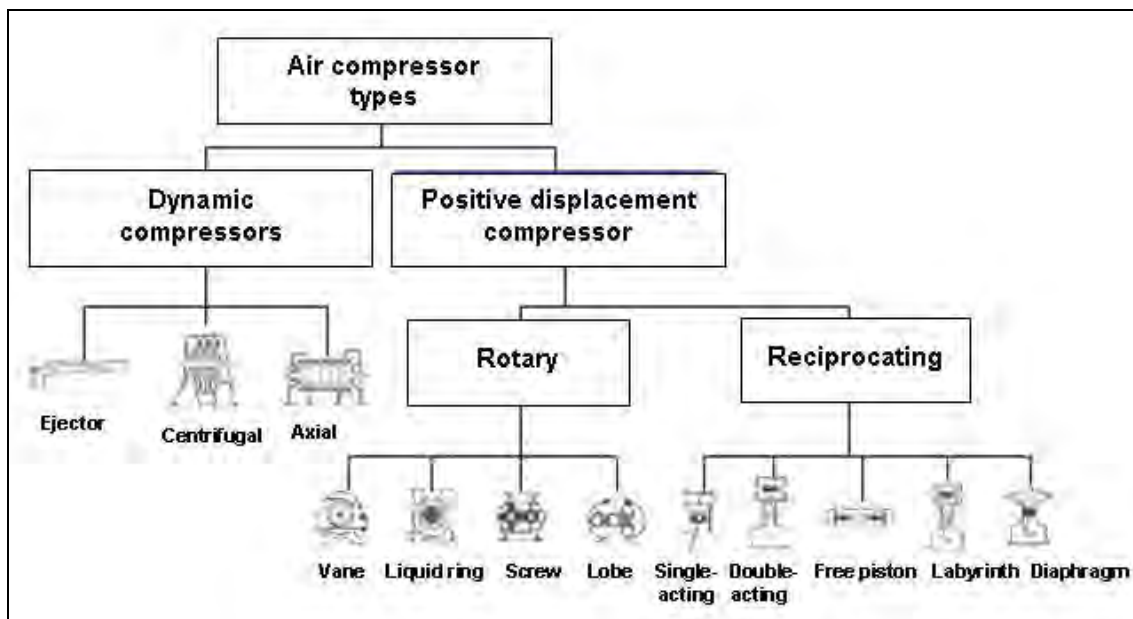 Air compressor
types
Dynamic
compressors
Positive displacement
compressor
Rotary
Reciprocating
Ejector
Centrifugal
Axial
Vane
Liquid ring
Screw
Lobe
Single-
acting
Double-
acting
Free piston
Labyrinth
Diaphragm